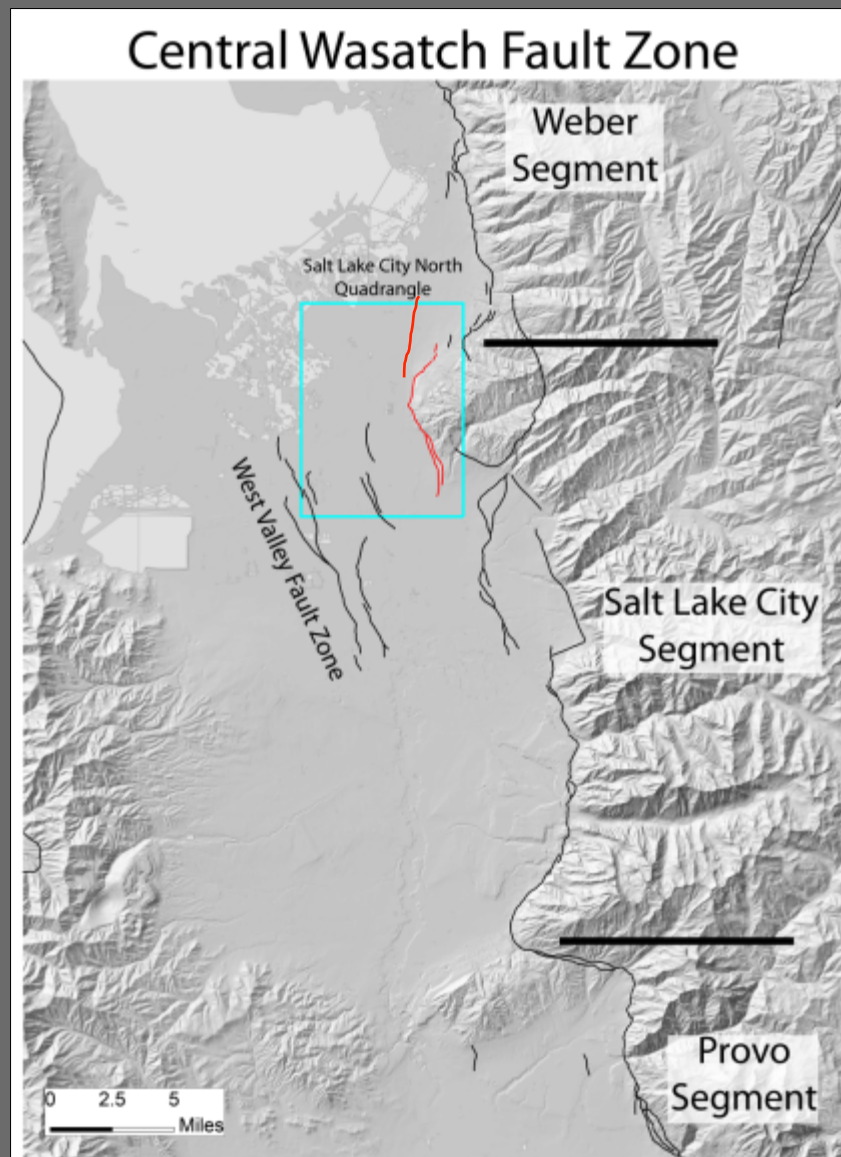 Central Wasatch Fault Zone
Weber
Segment
Salt Lake City North
Quadrangle
West Valley Fault Zone
Salt Lake City
Segment
Provo
Segment
0 2.5 5
Miles